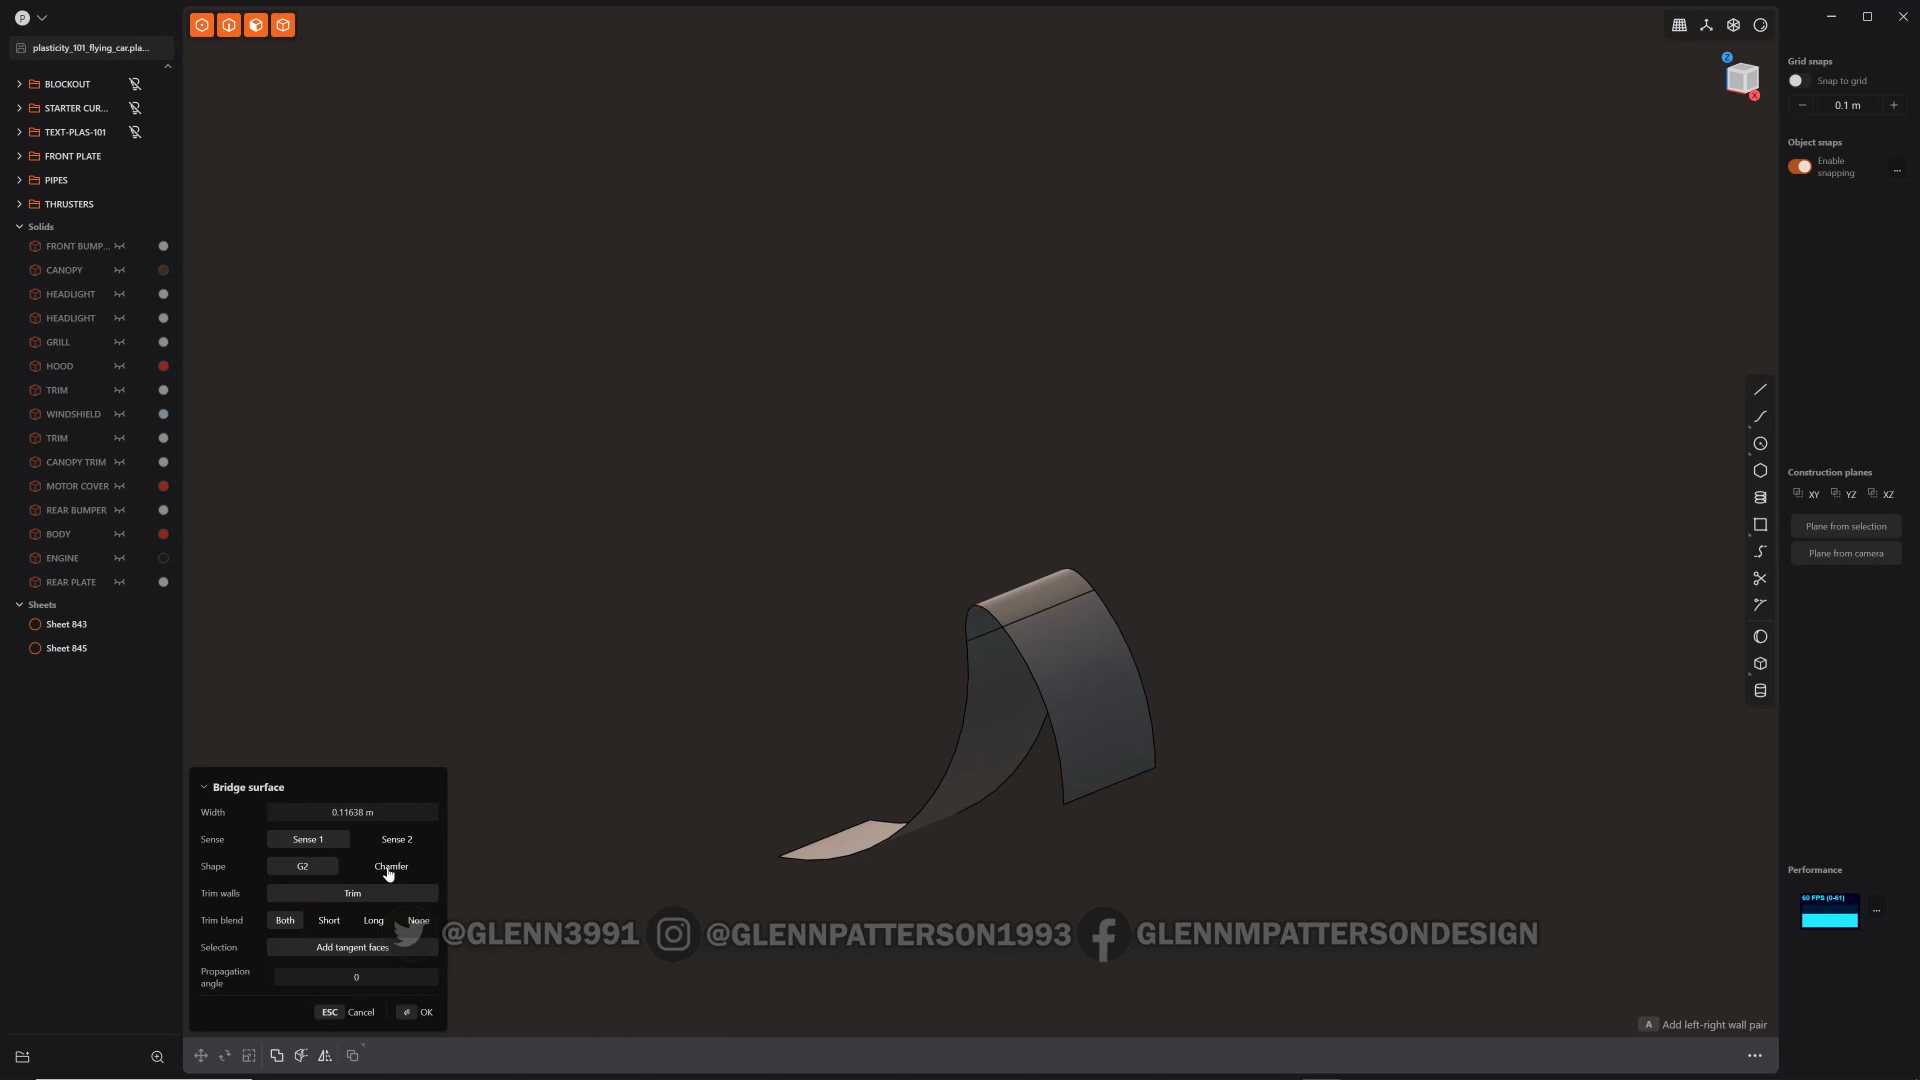 P
plasticity_101_flying_car.pla...
BLOCKOUT
STARTER CUR...
TEXT-PLAS-101
FRONT PLATE
PIPES
THRUSTERS
Solids
FRONT BUMP...
CANOPY
HEADLIGHT
HEADLIGHT
GRILL
HOOD
TRIM
WINDSHIELD
TRIM
CANOPY TRIM
MOTOR COVER
REAR BUMPER
BODY
ENGINE
REAR PLATE
Sheets
Sheet 843
Sheet 845
Bridge surface
Width 0.11638 m
Sense Sense 1 Sense 2
Shape G2 Chamfer
Trim walls Trim
Trim blend Both Short Long None
Selection Add tangent faces
Propagation angle 0
ESC Cancel OK
@GLENN3991 @GLENNPATTERSON1993 GLENNMPATTERSONDESIGN
A Add left-right wall pair
Z
X
Grid snaps
Snap to grid
0.1 m
Object snaps
Enable snapping
...
Construction planes
XY YZ XZ
Plane from selection
Plane from camera
Performance
60 FPS (0-61)
...